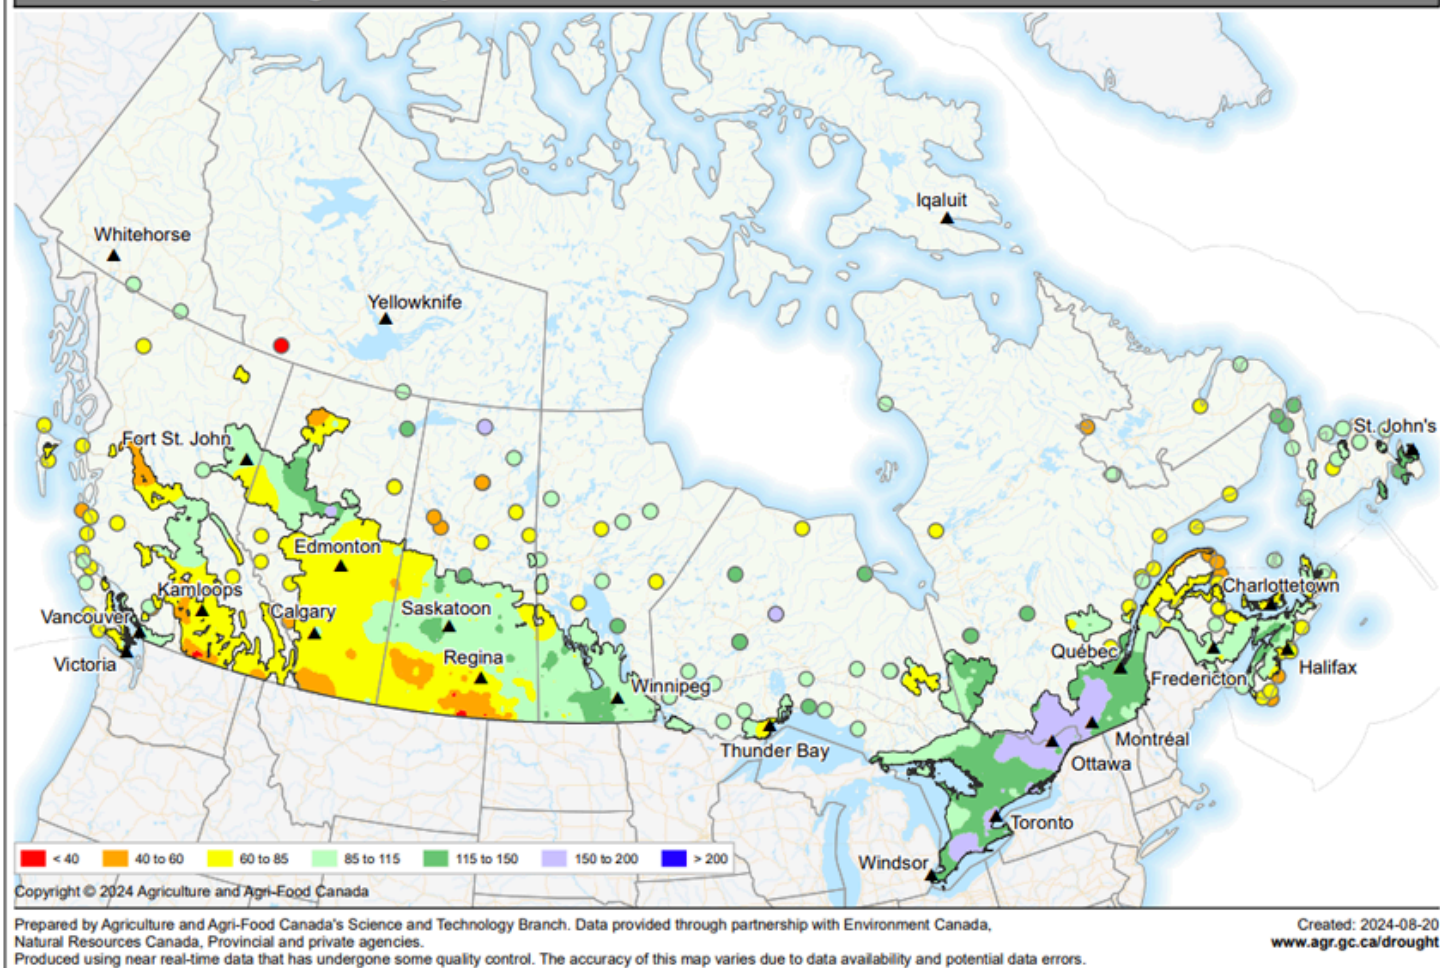 Iqaluit
Whitehorse
Yellowknife
St. John's
Fort St. John
Edmonton
Charlottetown
Kamloops
Calgary
Saskatoon
Vancouver
Québec
Regina
Victoria
Halifax
Fredericton
Winnipeg
Montréal
Thunder Bay
Ottawa
Toronto
Windsor
< 40 40 to 60 60 to 85 85 to 115 115 to 150 150 to 200 > 200
Copyright © 2024 Agriculture and Agri-Food Canada
Prepared by Agriculture and Agri-Food Canada's Science and Technology Branch. Data provided through partnership with Environment Canada,
Created: 2024-08-20
Natural Resources Canada, Provincial and private agencies.
www.agr.gc.ca/drought
Produced using near real-time data that has undergone some quality control. The accuracy of this map varies due to data availability and potential data errors.